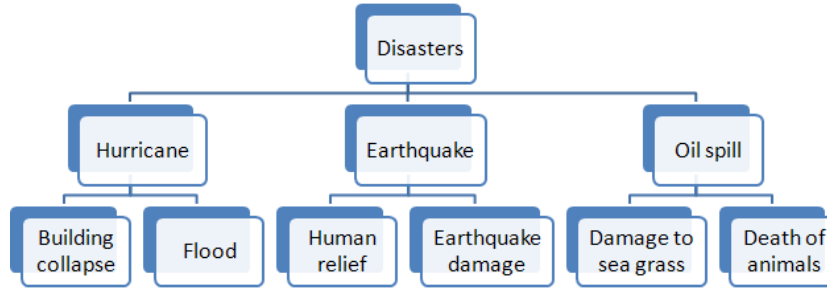 Disasters
Hurricane
Earthquake
Oil spill
Building
collapse
Flood
Human
relief
Earthquake
damage
Damage to
sea grass
Death of
animals